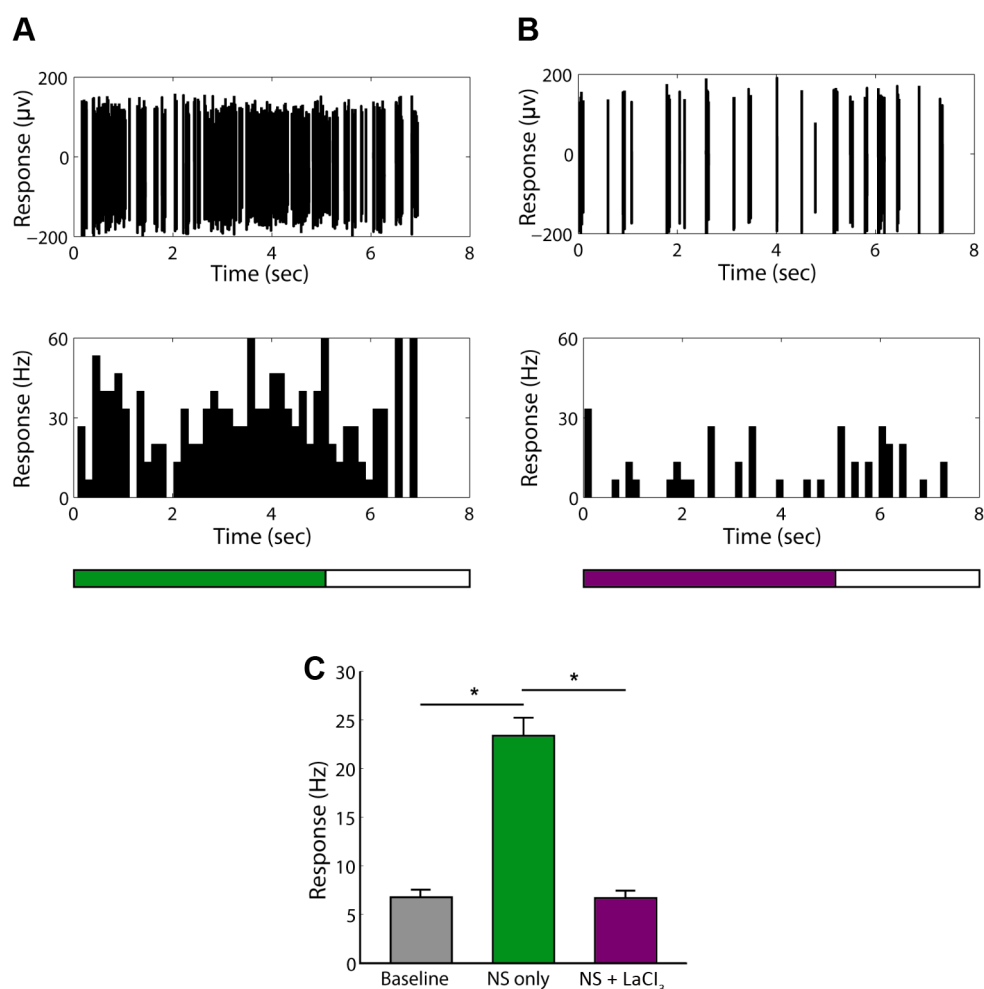 A
B
200
0
−200
Response (µv)
0 2 4 6 8
Time (sec)
200
0
−200
Response (µv)
0 2 4 6 8
Time (sec)
60
30
0
Response (Hz)
0 2 4 6 8
Time (sec)
60
30
0
Response (Hz)
0 2 4 6 8
Time (sec)
C
30
25
20
15
10
5
0
Response (Hz)
* *
Baseline NS only NS + LaCl₃